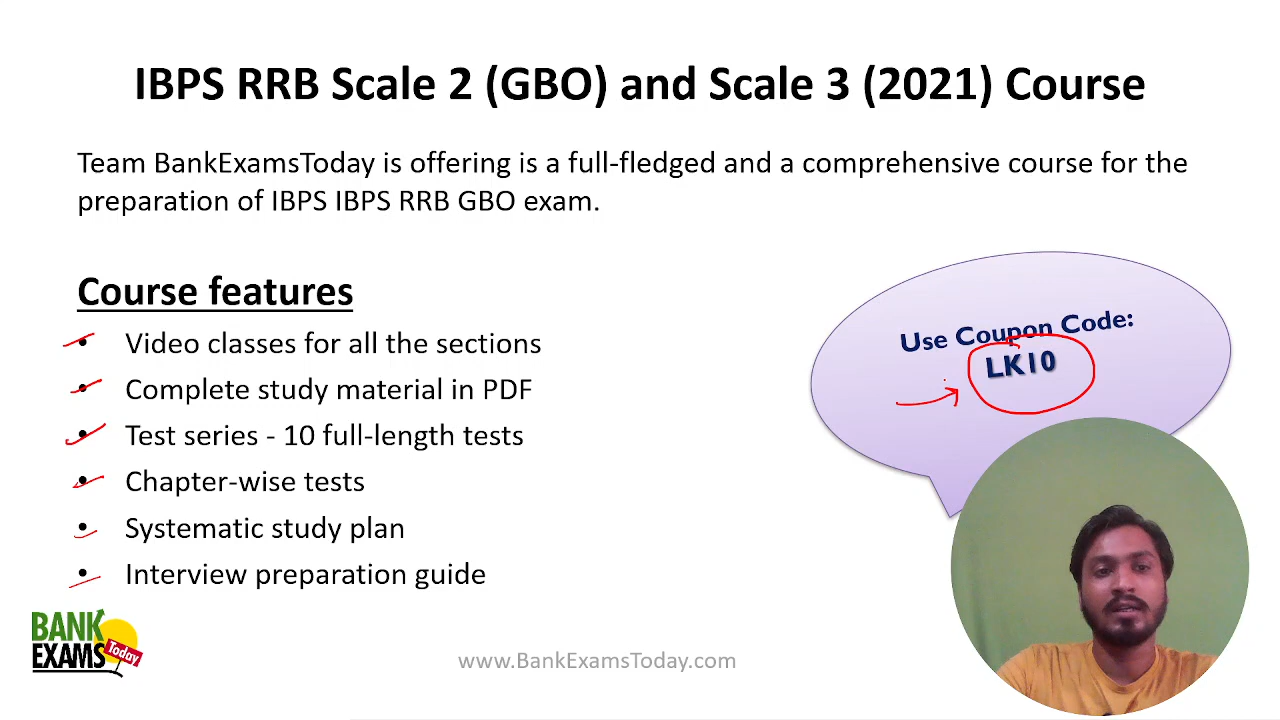 IBPS RRB Scale 2 (GBO) and Scale 3 (2021) Course
Team BankExamsToday is offering is a full-fledged and a comprehensive course for the
preparation of IBPS IBPS RRB GBO exam.
Course features
• Video classes for all the sections
• Complete study material in PDF
• Test series - 10 full-length tests
• Chapter-wise tests
• Systematic study plan
• Interview preparation guide
Use Coupon Code:
LK10
BANK
EXAMS
Today
www.BankExamsToday.com